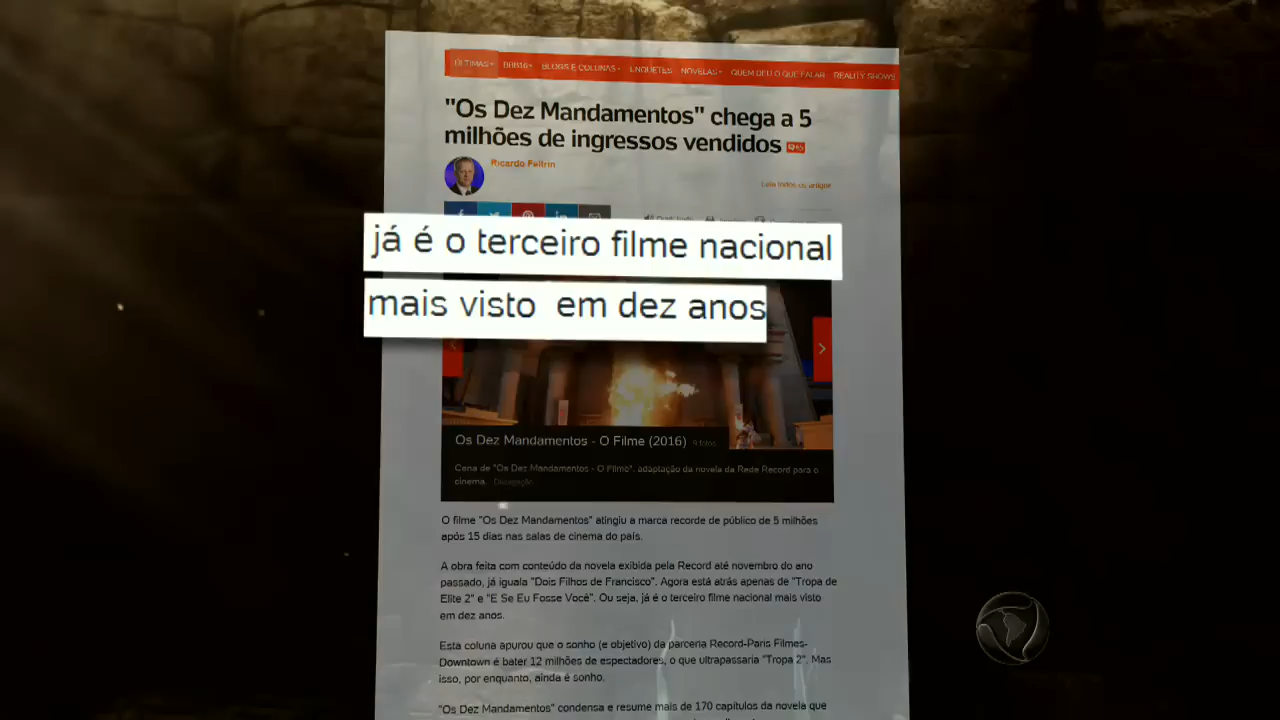 ÚLTIMAS BBB16 BLOGS E COLUNAS ENQUETES NOVELAS QUEM DEU O QUE FALAR REALITY SHOWS
"Os Dez Mandamentos" chega a 5
milhões de ingressos vendidos
Ricardo Feltrin
Leia todos os artigos
já é o terceiro filme nacional
mais visto em dez anos
Os Dez Mandamentos - O Filme (2016) 9 fotos
Cena de "Os Dez Mandamentos - O Filme", adaptação da novela da Rede Record para o
cinema. Divulgação
O filme "Os Dez Mandamentos" atingiu a marca recorde de público de 5 milhões
após 15 dias nas salas de cinema do país.
A obra feita com conteúdo da novela exibida pela Record até novembro do ano
passado, já iguala "Dois Filhos de Francisco". Agora está atrás apenas de "Tropa de
Elite 2" e "E Se Eu Fosse Você". Ou seja, já é o terceiro filme nacional mais visto
em dez anos.
Esta coluna apurou que o sonho (e objetivo) da parceria Record-Paris Filmes-
Downtown é bater 12 milhões de espectadores, o que ultrapassaria "Tropa 2". Mas
isso, por enquanto, ainda é sonho.
"Os Dez Mandamentos" condensa e resume mais de 170 capítulos da novela que